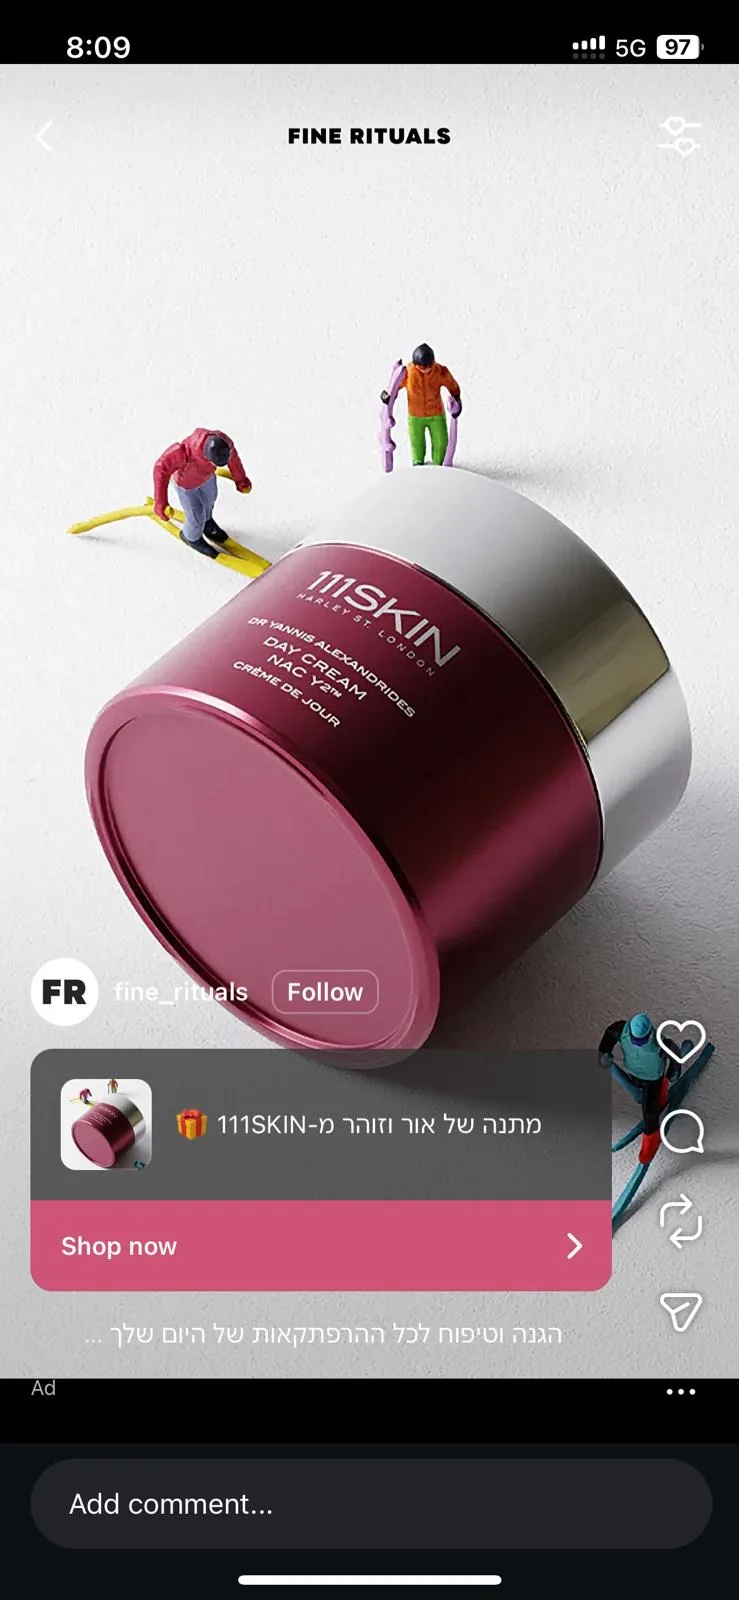 8:09
5G
97
FINE RITUALS
111SKIN
HARLEY ST. LONDON
DR YANNIS ALEXANDRIDES
DAY CREAM
NAC Y2™
CRÈME DE JOUR
FR
fine_rituals
Follow
מתנה של אור וזוהר מ-111SKIN 🎁
Shop now
הגנה וטיפוח לכל ההרפתקאות של היום שלך ...
Ad
Add comment...